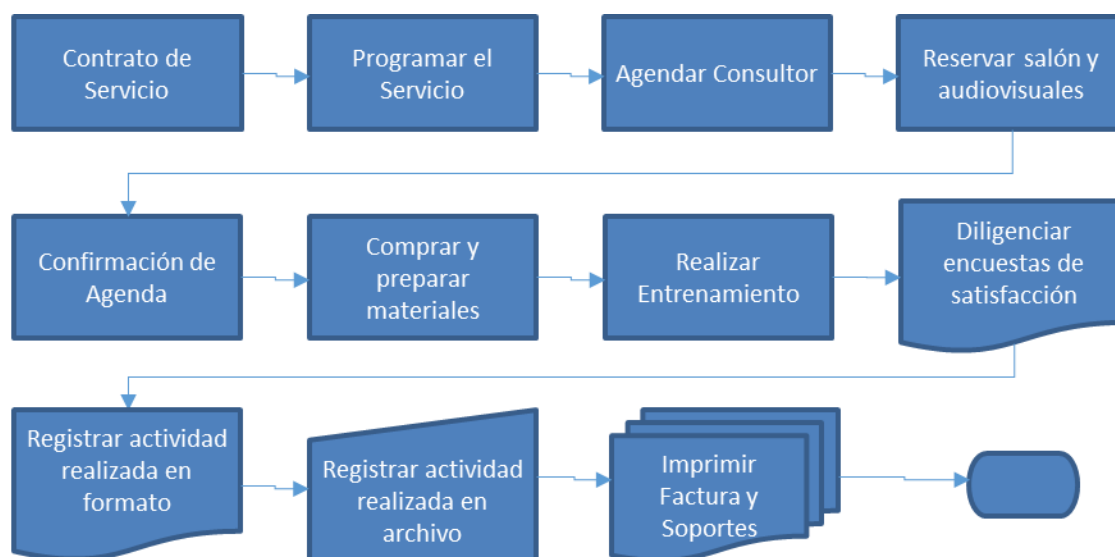 Contrato de
Servicio
Programar el
Servicio
Agendar Consultor
Reservar salón y
audiovisuales
Confirmación de
Agenda
Comprar y
preparar
materiales
Realizar
Entrenamiento
Diligenciar
encuestas de
satisfacción
Registrar actividad
realizada en
formato
Registrar actividad
realizada en
archivo
Imprimir
Factura y
Soportes